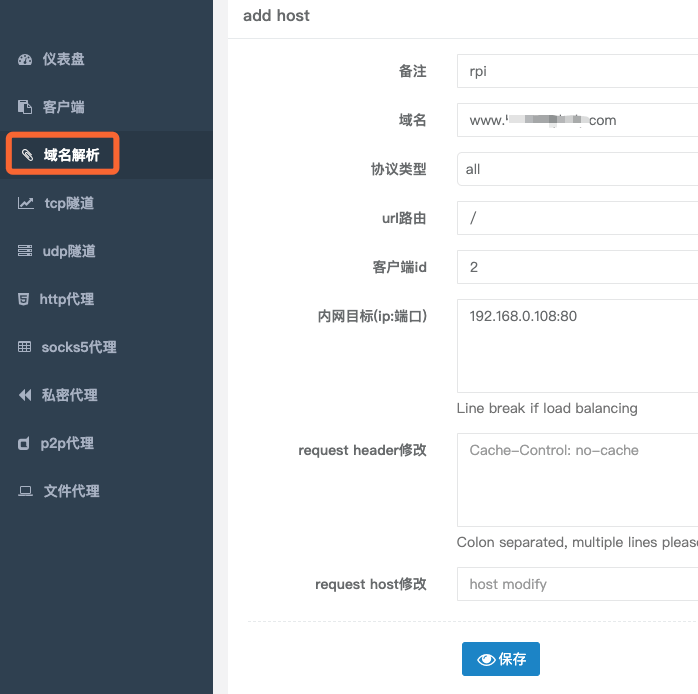 add host
仪表盘
客户端
域名解析
tcp隧道
udp隧道
http代理
socks5代理
私密代理
p2p代理
文件代理
备注 rpi
域名 www. com
协议类型 all
url路由 /
客户端id 2
内网目标(ip:端口) 192.168.0.108:80
Line break if load balancing
request header修改 Cache-Control: no-cache
Colon separated, multiple lines
request host修改 host modify
保存